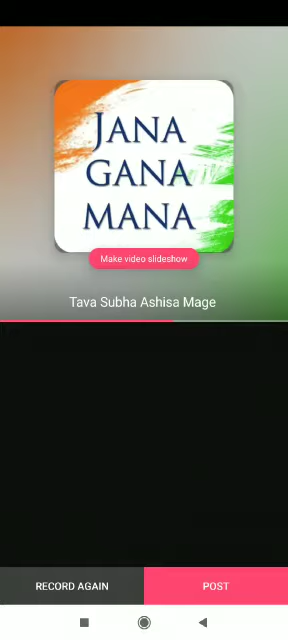 JANA
GANA
MANA
Make video slideshow
Tava Subha Ashisa Mage
RECORD AGAIN
POST